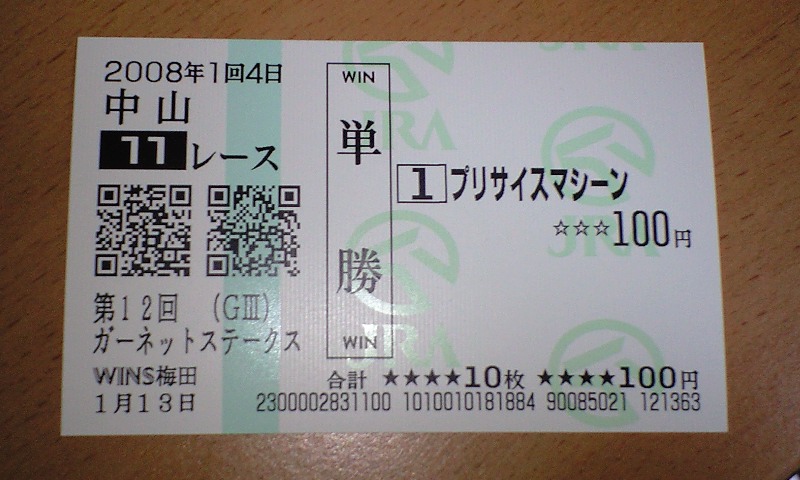 2008年1回4日
中山
11レース
第12回 (GⅢ)
ガーネットステークス
WINS梅田
1月13日
WIN
単勝
WIN
1 プリサイスマシーン
☆☆☆100円
合計 ★★★★10枚 ★★★★100円
2300002831100 1010010181884 90085021 121363
JRA
JRA
JRA
JRA